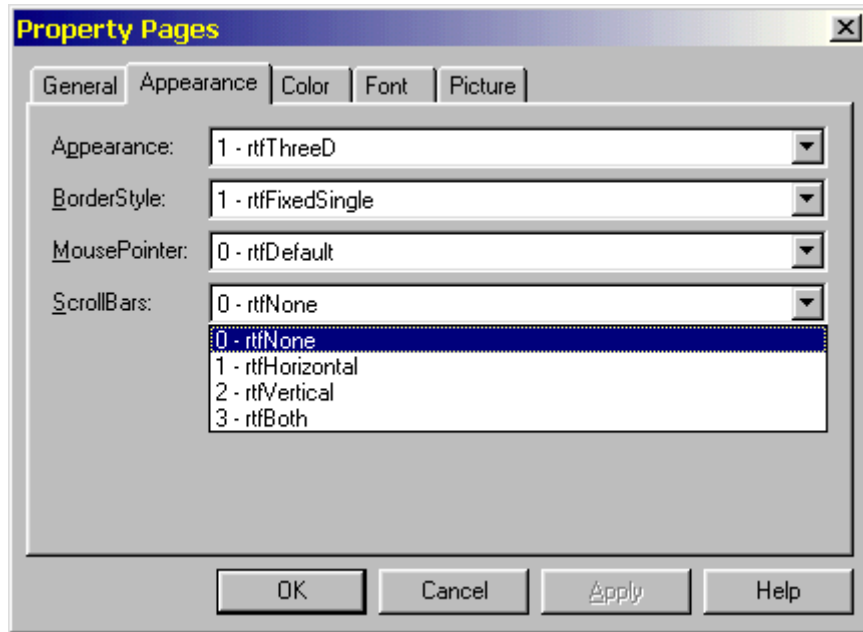 Property Pages
General Appearance Color Font Picture
Appearance: 1 - rtfThreeD
BorderStyle: 1 - rtfFixedSingle
MousePointer: 0 - rtfDefault
ScrollBars: 0 - rtfNone
0 - rtfNone
1 - rtfHorizontal
2 - rtfVertical
3 - rtfBoth
OK Cancel Apply Help